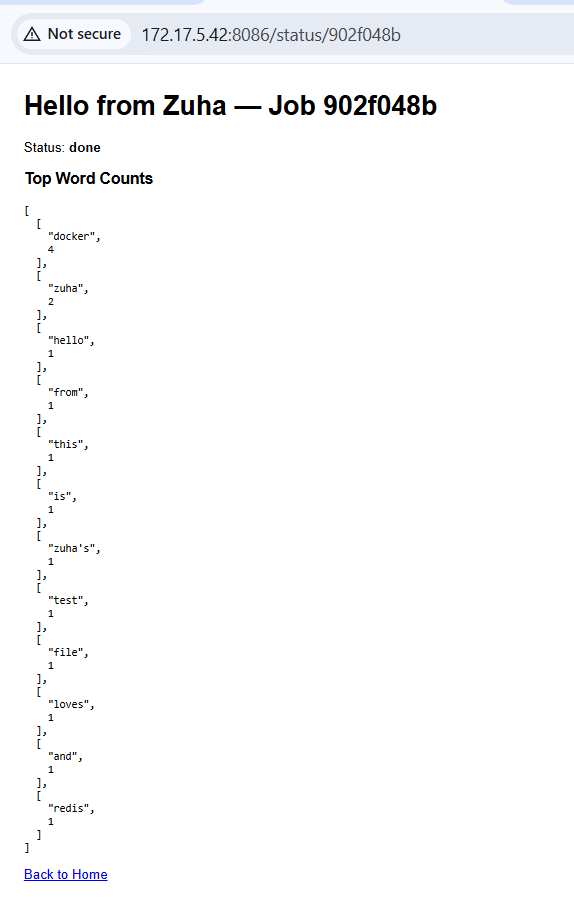 Not secure 172.17.5.42:8086/status/902f048b
Hello from Zuha — Job 902f048b
Status: done
Top Word Counts
[
  [
    "docker",
    4
  ],
  [
    "zuha",
    2
  ],
  [
    "hello",
    1
  ],
  [
    "from",
    1
  ],
  [
    "this",
    1
  ],
  [
    "is",
    1
  ],
  [
    "zuha's",
    1
  ],
  [
    "test",
    1
  ],
  [
    "file",
    1
  ],
  [
    "loves",
    1
  ],
  [
    "and",
    1
  ],
  [
    "redis",
    1
  ]
]
Back to Home